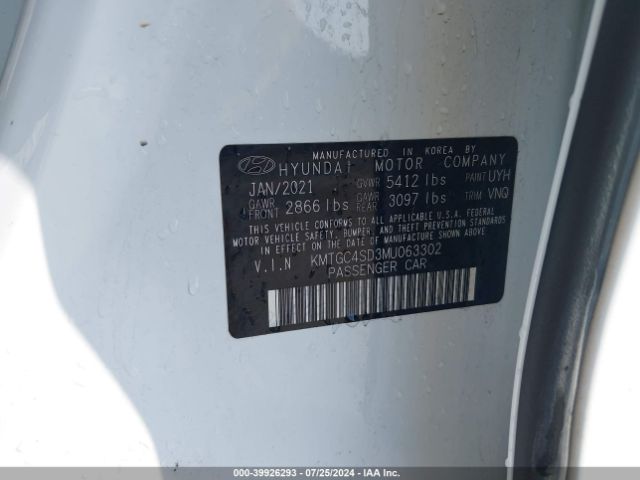 MANUFACTURED IN KOREA BY
HYUNDAI MOTOR COMPANY
JAN/2021 GVWR 5412 lbs PAINT UYH
GAWR FRONT 2866 lbs GAWR REAR 3097 lbs TRIM VNQ
THIS VEHICLE CONFORMS TO ALL APPLICABLE U.S.A. FEDERAL
MOTOR VEHICLE SAFETY, BUMPER, AND THEFT PREVENTION STANDARDS
IN EFFECT ON THE DATE OF MANUFACTURE SHOWN ABOVE.
V.I.N KMTGC4SD3MU063302
PASSENGER CAR
000-39926293 - 07/25/2024 - IAA Inc.